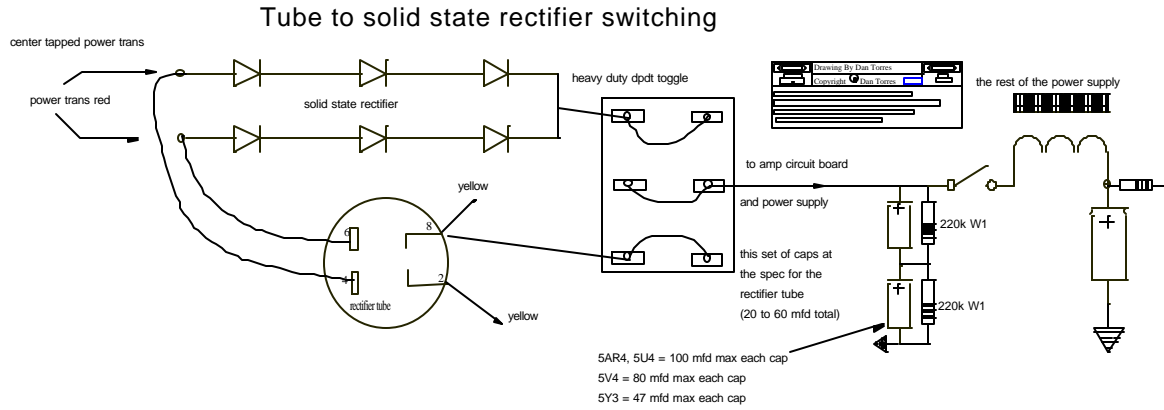 Tube to solid state rectifier switching
center tapped power trans
power trans red
solid state rectifier
heavy duty dpdt toggle
Drawing By Dan Torres
Copyright Dan Torres
the rest of the power supply
to amp circuit board
and power supply
yellow
6
8
4
2
rectifier tube
yellow
220k W1
220k W1
this set of caps at
the spec for the
rectifier tube
(20 to 60 mfd total)
5AR4, 5U4 = 100 mfd max each cap
5V4 = 80 mfd max each cap
5Y3 = 47 mfd max each cap